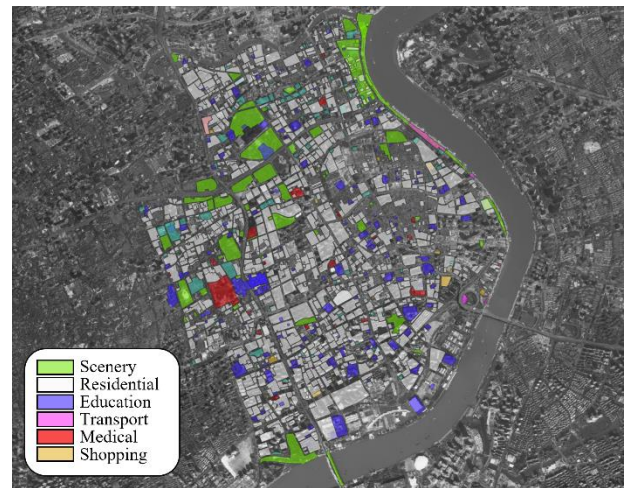 Scenery
Residential
Education
Transport
Medical
Shopping